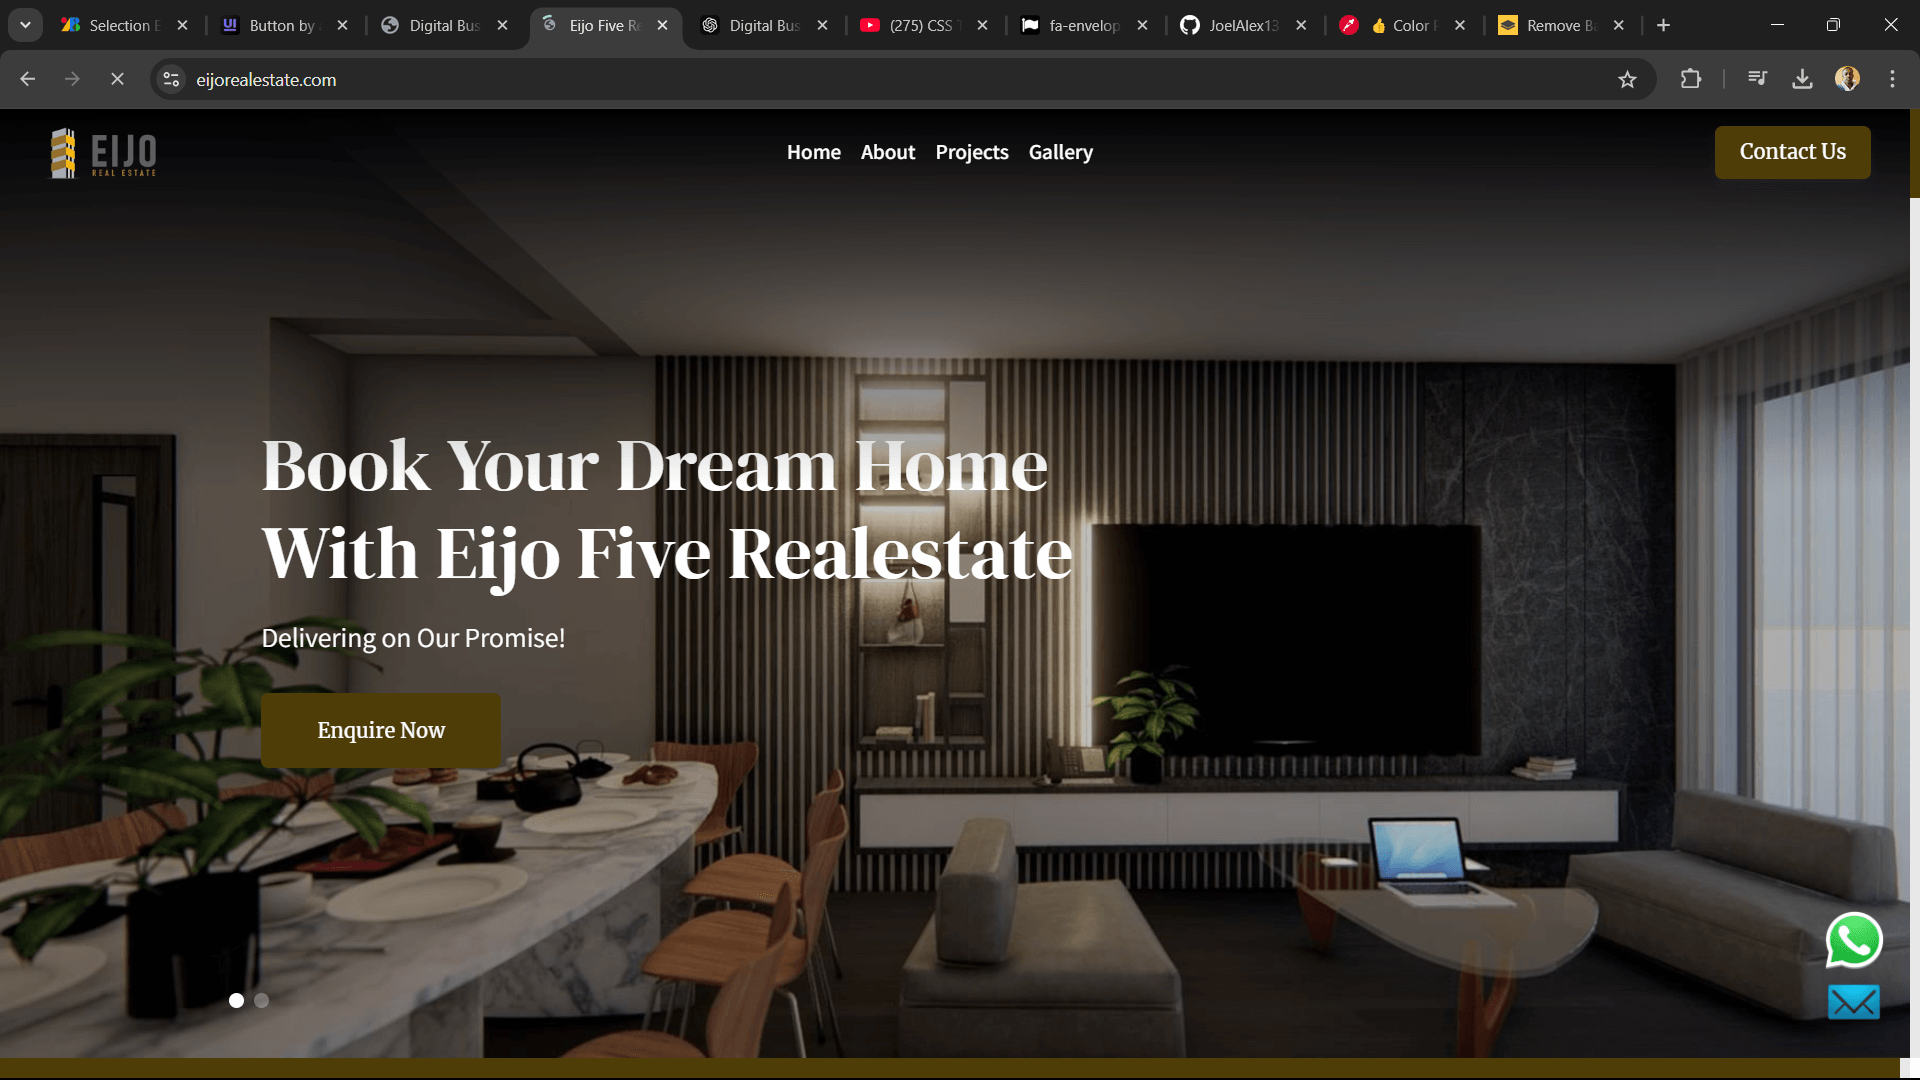 Selection E
Button by
Digital Bus
Eijo Five Re
Digital Bus
(275) CSS T
fa-envelop
JoelAlex13
Color P
Remove Ba
eijorealestate.com
EIJO
REAL ESTATE
Home
About
Projects
Gallery
Contact Us
Book Your Dream Home
With Eijo Five Realestate
Delivering on Our Promise!
Enquire Now